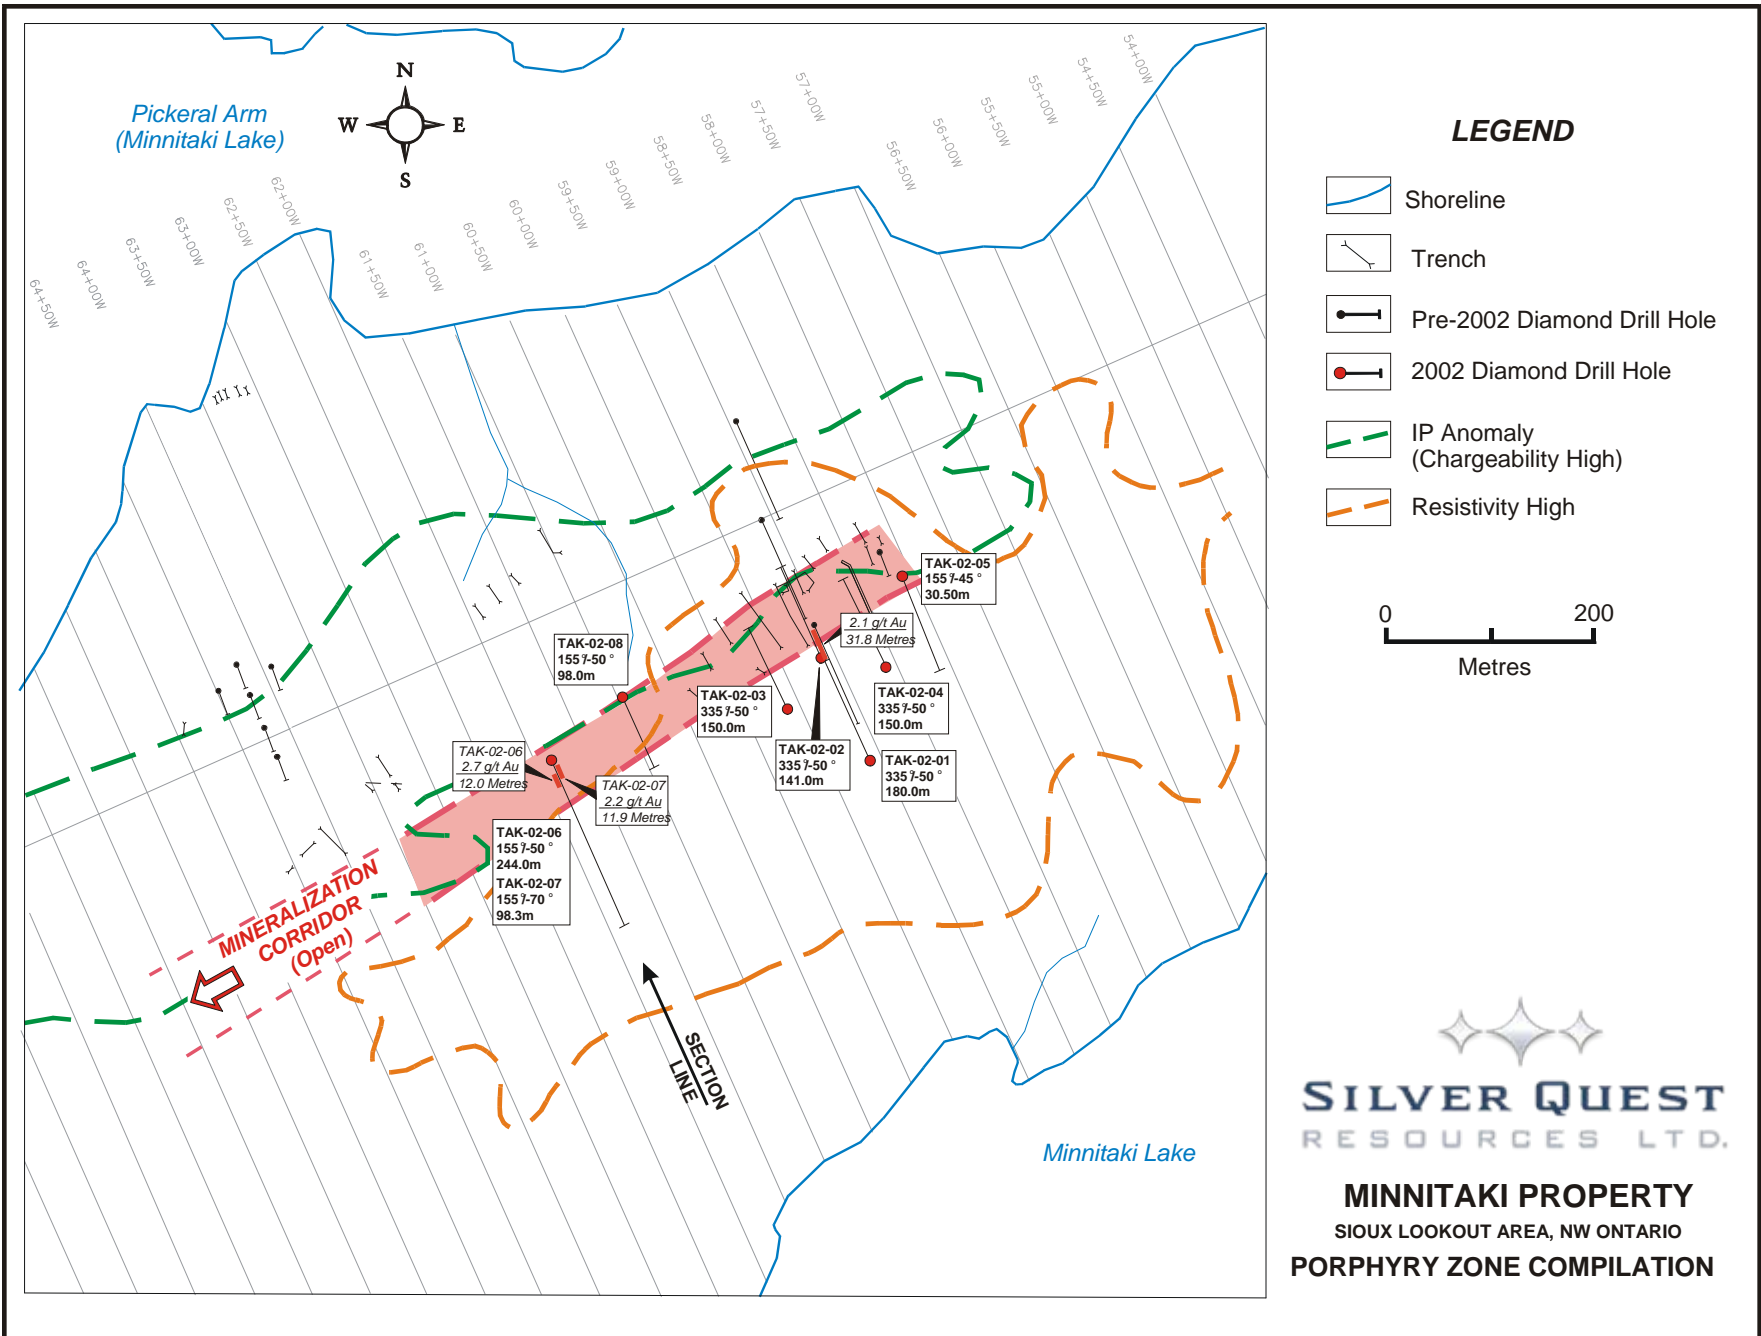 Pickeral Arm
(Minnitaki Lake)
N
W
E
S
64+50W
64+00W
63+50W
63+00W
62+50W
62+00W
61+50W
61+00W
60+50W
60+00W
59+50W
59+00W
58+50W
58+00W
57+50W
57+00W
56+50W
56+00W
55+50W
55+00W
54+50W
54+00W
TAK-02-05
155°/-45°
30.50m
2.1 g/t Au
31.8 Metres
TAK-02-08
155°/-50°
98.0m
TAK-02-03
335°/-50°
150.0m
TAK-02-04
335°/-50°
150.0m
TAK-02-02
335°/-50°
141.0m
TAK-02-01
335°/-50°
180.0m
TAK-02-06
2.7 g/t Au
12.0 Metres
TAK-02-07
2.2 g/t Au
11.9 Metres
TAK-02-06
155°/-50°
244.0m
TAK-02-07
155°/-70°
98.3m
MINERALIZATION
CORRIDOR
(Open)
SECTION
LINE
Minnitaki Lake
LEGEND
Shoreline
Trench
Pre-2002 Diamond Drill Hole
2002 Diamond Drill Hole
IP Anomaly
(Chargeability High)
Resistivity High
0 200
Metres
SILVER QUEST
RESOURCES LTD.
MINNITAKI PROPERTY
SIOUX LOOKOUT AREA, NW ONTARIO
PORPHYRY ZONE COMPILATION